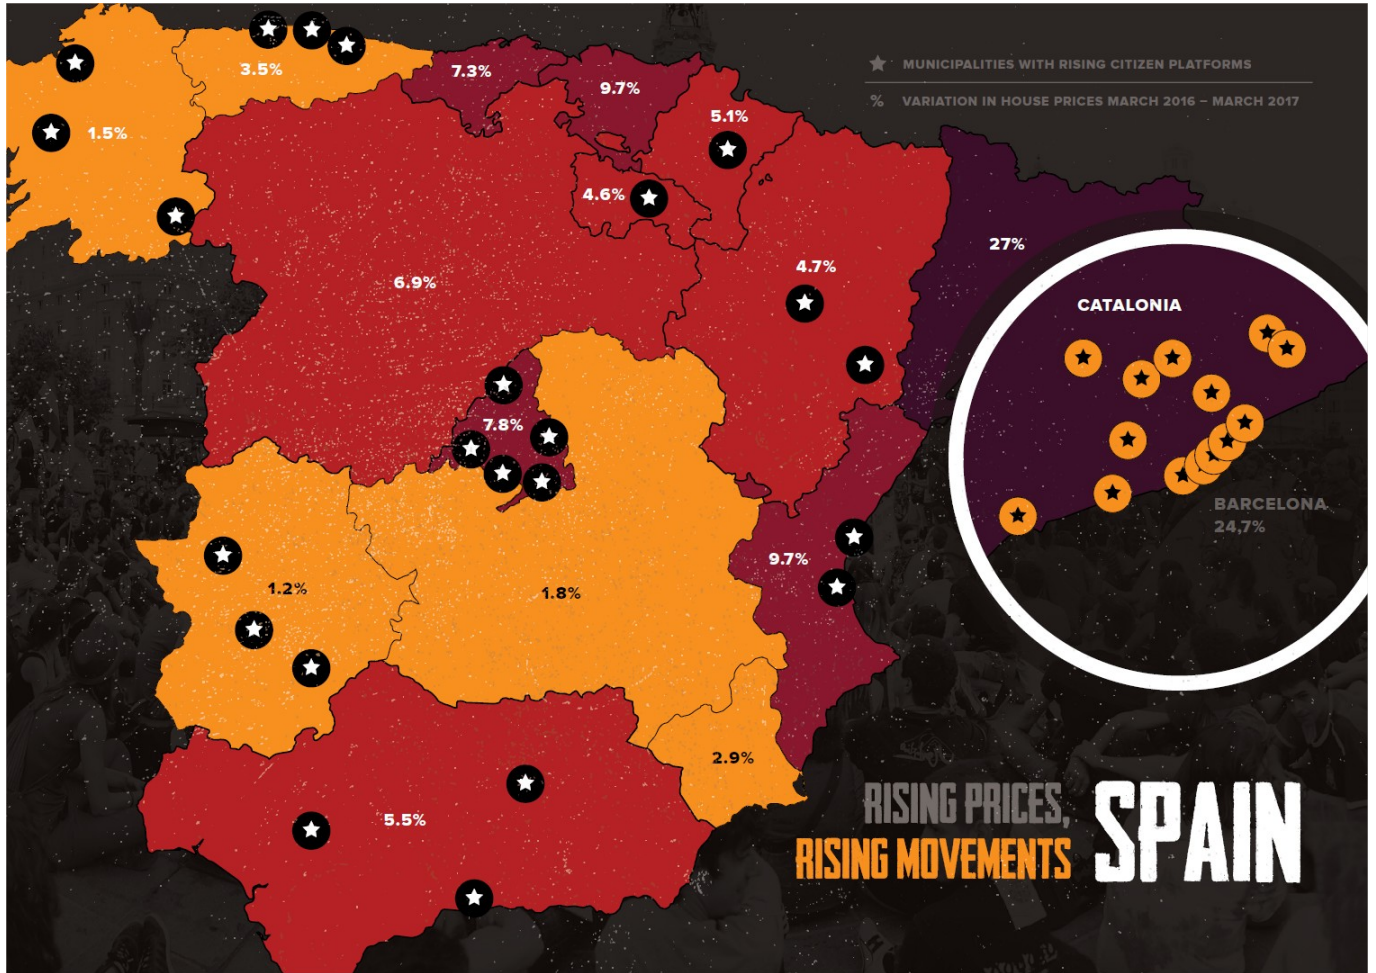 ★ MUNICIPALITIES WITH RISING CITIZEN PLATFORMS
% VARIATION IN HOUSE PRICES MARCH 2016 – MARCH 2017
3.5%
7.3%
9.7%
5.1%
1.5%
4.6%
27%
6.9%
4.7%
CATALONIA
7.8%
BARCELONA
24,7%
9.7%
1.2%
1.8%
2.9%
5.5%
RISING PRICES,
RISING MOVEMENTS
SPAIN